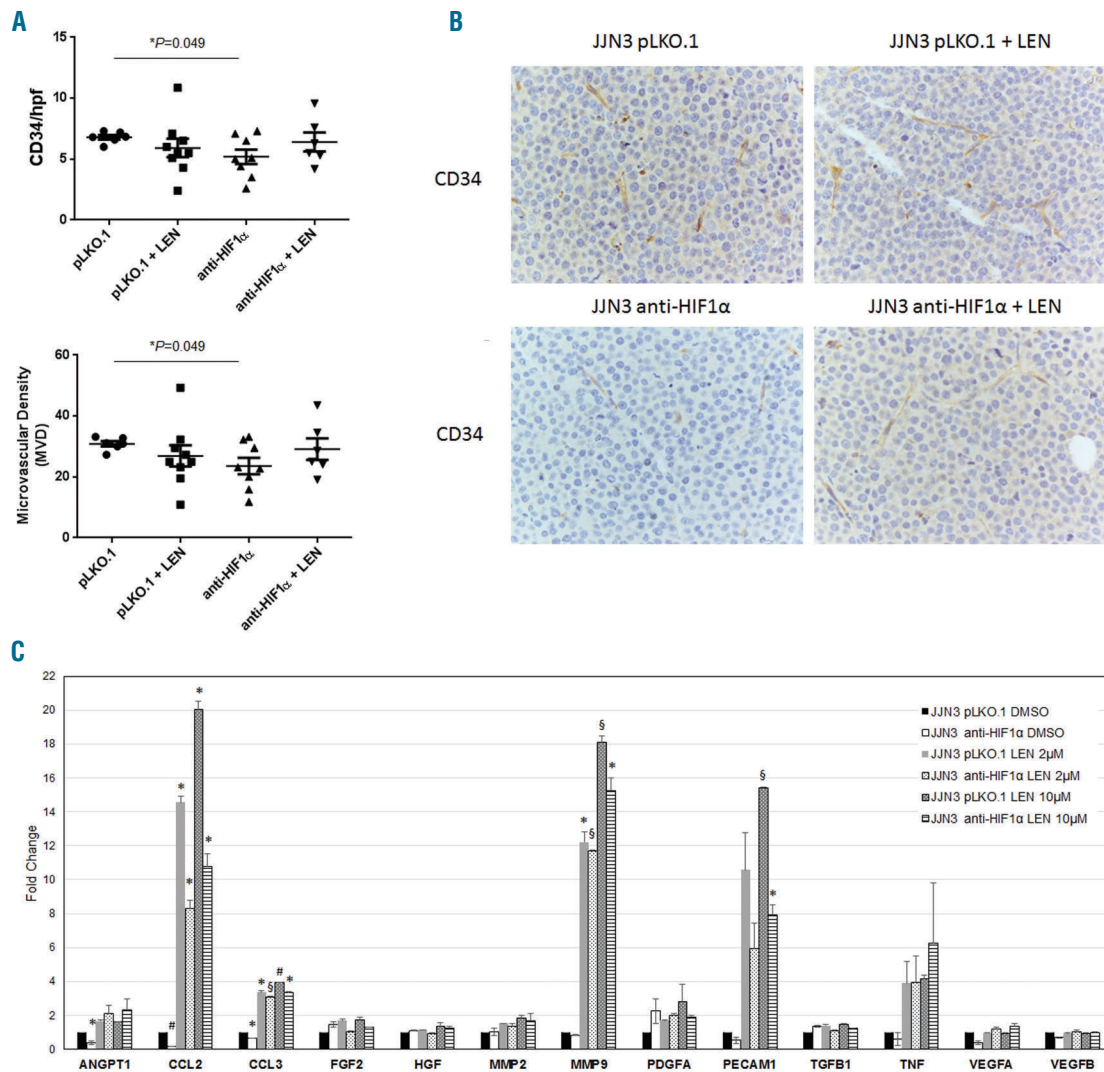 A
*P=0.049
CD34/hpf
15
10
5
0
pLKO.1
pLKO.1 + LEN
anti-HIF1α
anti-HIF1α + LEN
*P=0.049
Microvascular Density
(MVD)
60
40
20
0
pLKO.1
pLKO.1 + LEN
anti-HIF1α
anti-HIF1α + LEN
B
JJN3 pLKO.1
JJN3 pLKO.1 + LEN
CD34
JJN3 anti-HIF1α
JJN3 anti-HIF1α + LEN
CD34
C
Fold Change
22
20
18
16
14
12
10
8
6
4
2
0
* # * * * * * * § # * * § § * § *
JJN3 pLKO.1 DMSO
JJN3 anti-HIF1α DMSO
JJN3 pLKO.1 LEN 2µM
JJN3 anti-HIF1α LEN 2µM
JJN3 pLKO.1 LEN 10µM
JJN3 anti-HIF1α LEN 10µM
ANGPT1 CCL2 CCL3 FGF2 HGF MMP2 MMP9 PDGFA PECAM1 TGFB1 TNF VEGFA VEGFB